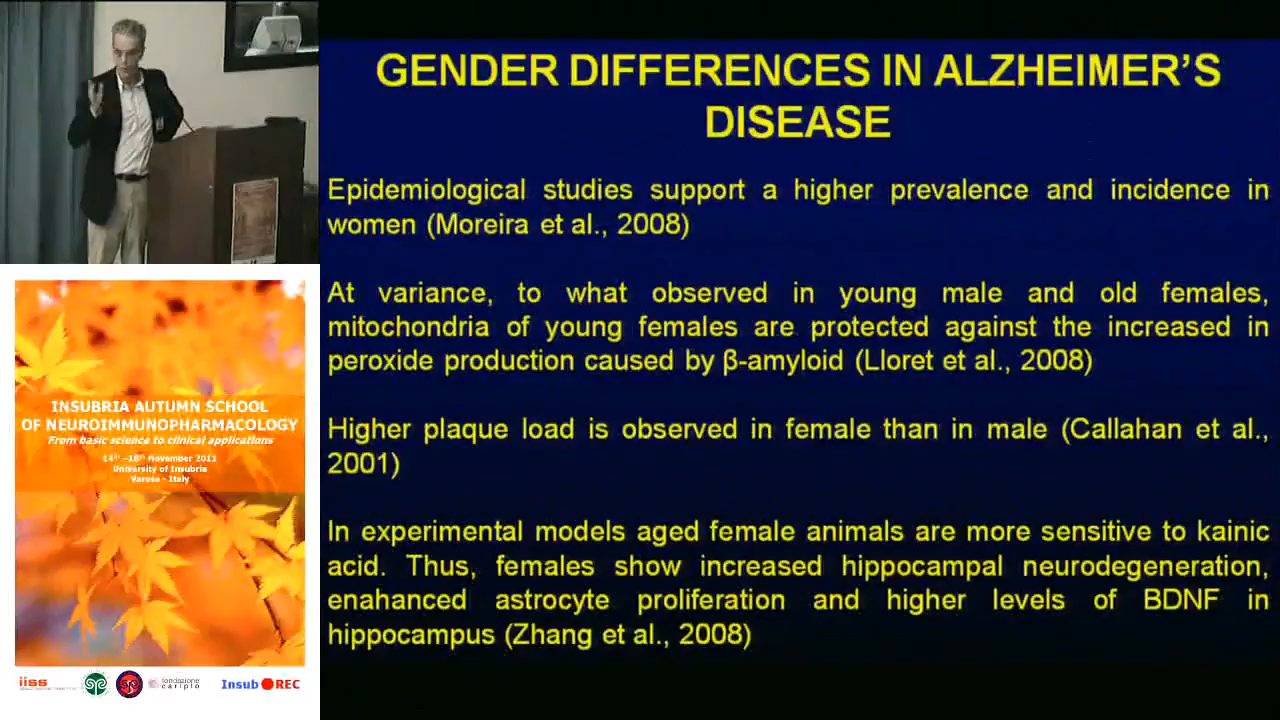 GENDER DIFFERENCES IN ALZHEIMER'S
DISEASE
Epidemiological studies support a higher prevalence and incidence in
women (Moreira et al., 2008)
At variance, to what observed in young male and old females,
mitochondria of young females are protected against the increased in
peroxide production caused by β-amyloid (Lloret et al., 2008)
Higher plaque load is observed in female than in male (Callahan et al.,
2001)
In experimental models aged female animals are more sensitive to kainic
acid. Thus, females show increased hippocampal neurodegeneration,
enahanced astrocyte proliferation and higher levels of BDNF in
hippocampus (Zhang et al., 2008)
INSUBRIA AUTUMN SCHOOL
OF NEUROIMMUNOPHARMACOLOGY
From basic science to clinical applications
November 2011
University of Insubria
Varese - Italy
iiss
fondazione
cariplo
Insub REC